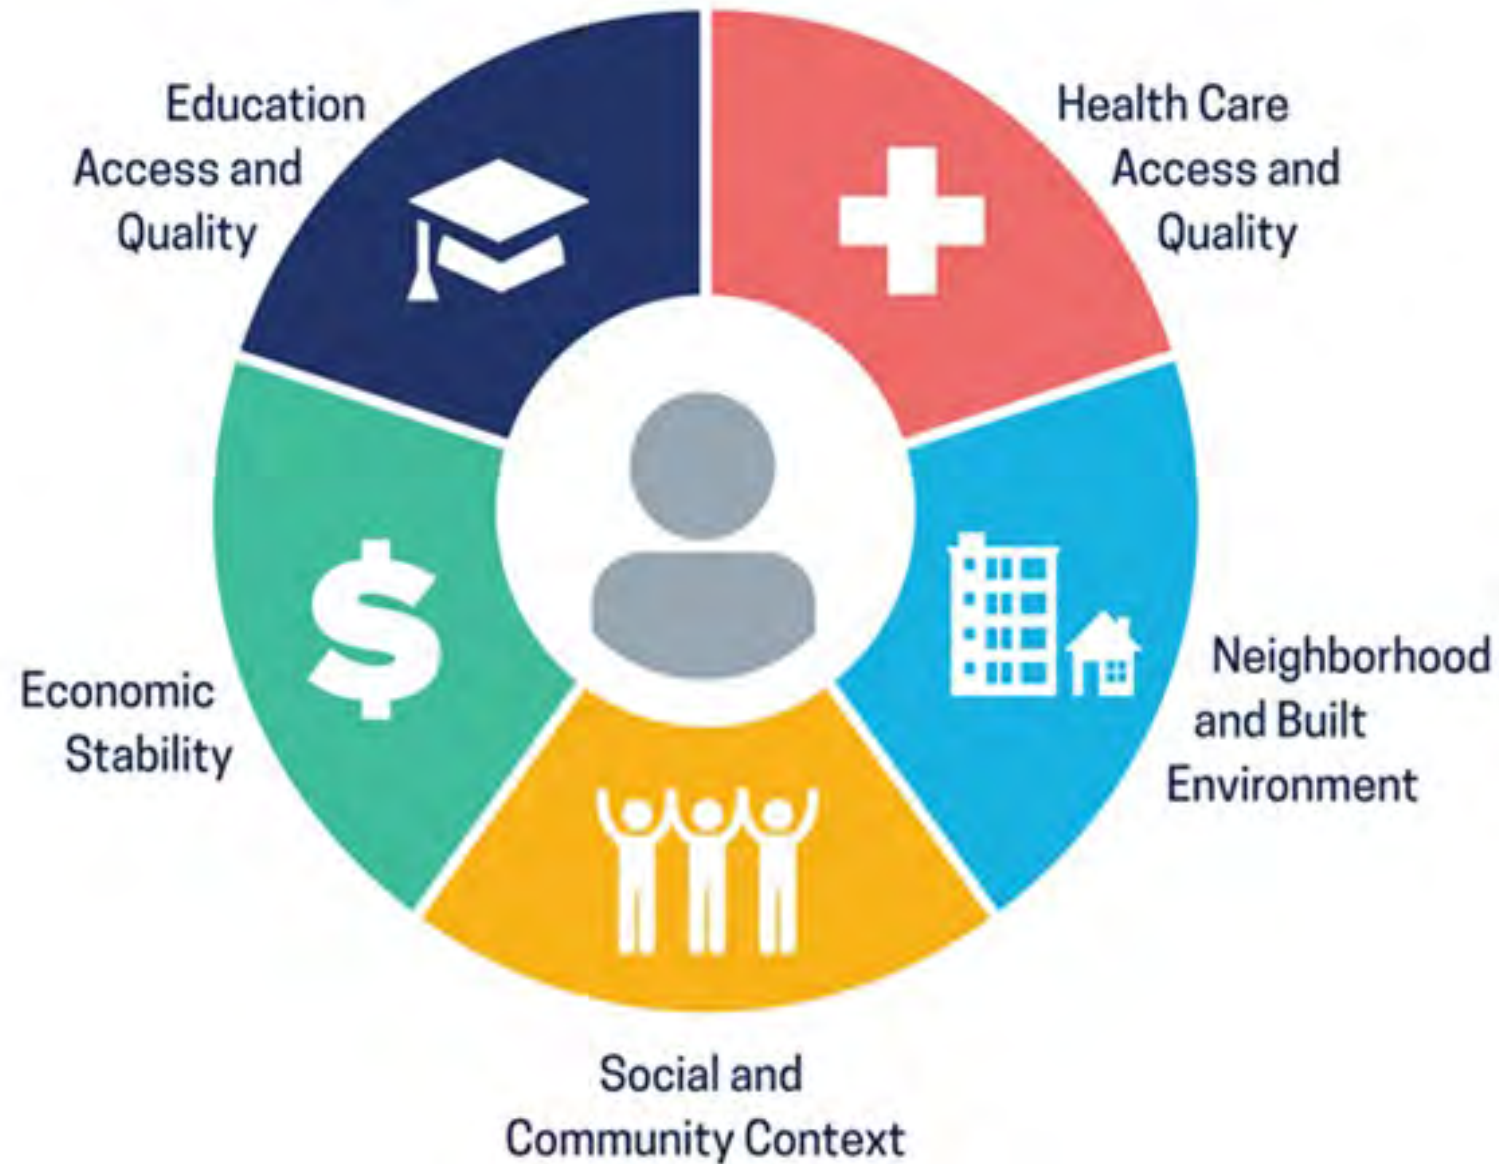 Education
Access and
Quality
Health Care
Access and
Quality
Economic
Stability
Neighborhood
and Built
Environment
Social and
Community Context